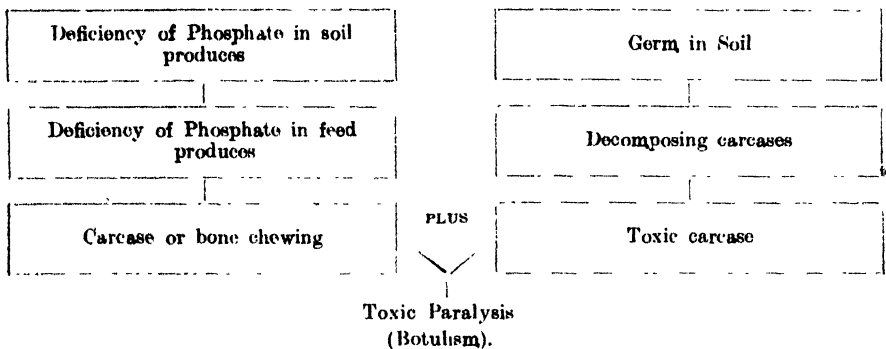 Deficiency of Phosphate in soil
produces
Germ in Soil
Deficiency of Phosphate in feed
produces
Decomposing carcases
Carcase or bone chewing
PLUS
Toxic carcase
Toxic Paralysis
(Botulism).